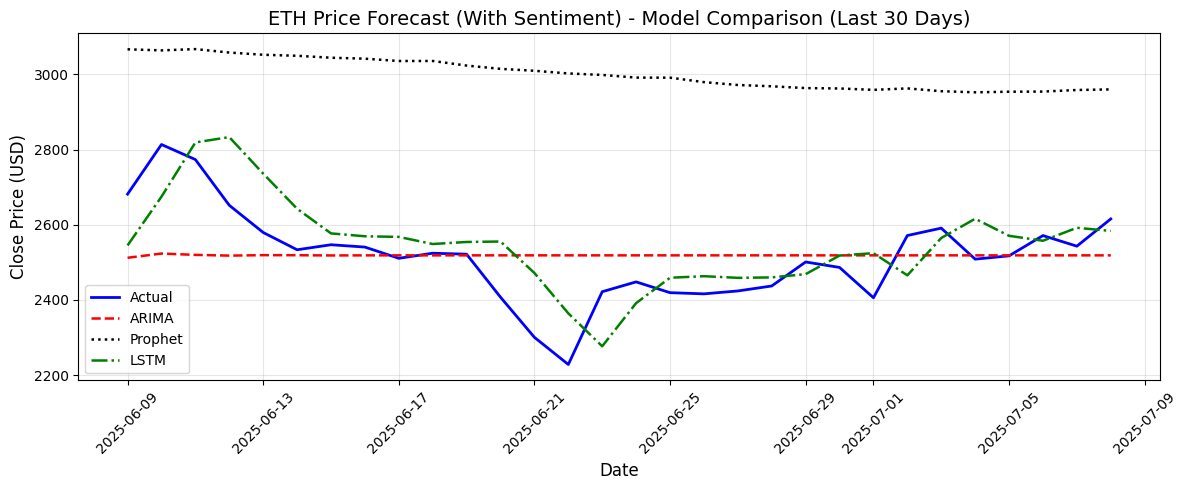 ETH Price Forecast (With Sentiment) - Model Comparison (Last 30 Days)
Close Price (USD)
3000
2800
2600
2400
2200
Actual
ARIMA
Prophet
LSTM
2025-06-09
2025-06-13
2025-06-17
2025-06-21
2025-06-25
2025-06-29
2025-07-01
2025-07-05
2025-07-09
Date